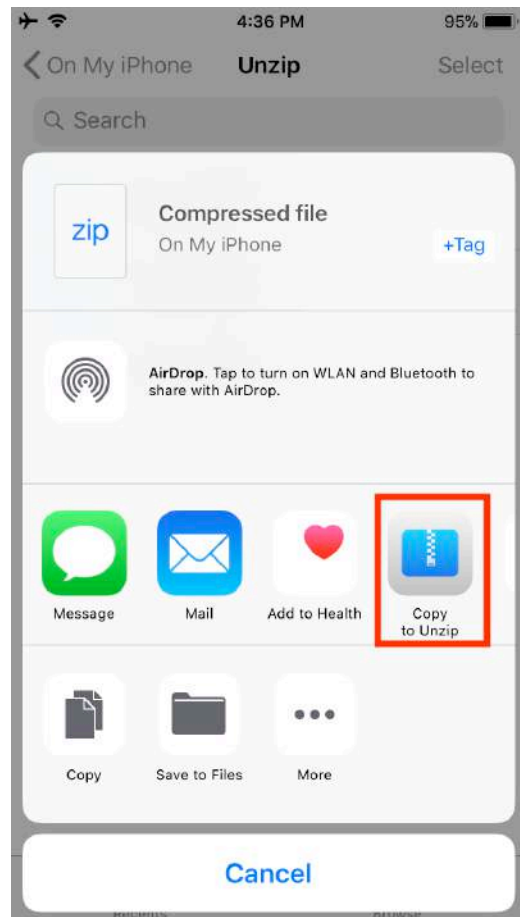 4:36 PM
95%
On My iPhone
Unzip
Select
Search
zip
Compressed file
On My iPhone
+Tag
AirDrop. Tap to turn on WLAN and Bluetooth to
share with AirDrop.
Message
Mail
Add to Health
Copy
to Unzip
Copy
Save to Files
More
Cancel
Recents
Browse